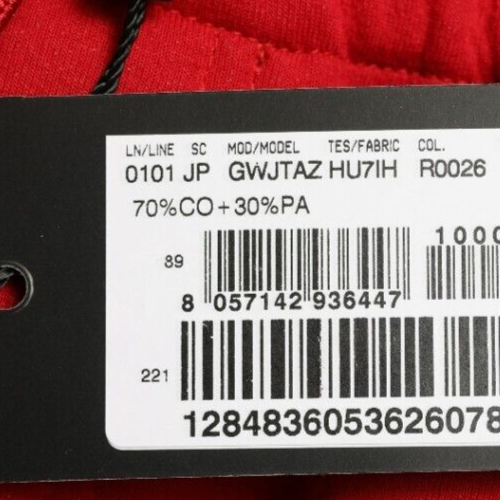 LN/LINE SC MOD/MODEL TES/FABRIC COL.
0101 JP GWJTAZ HU7IH R0026
70%CO+30%PA
1000
89
8 057142 936447
221
1284836053626078